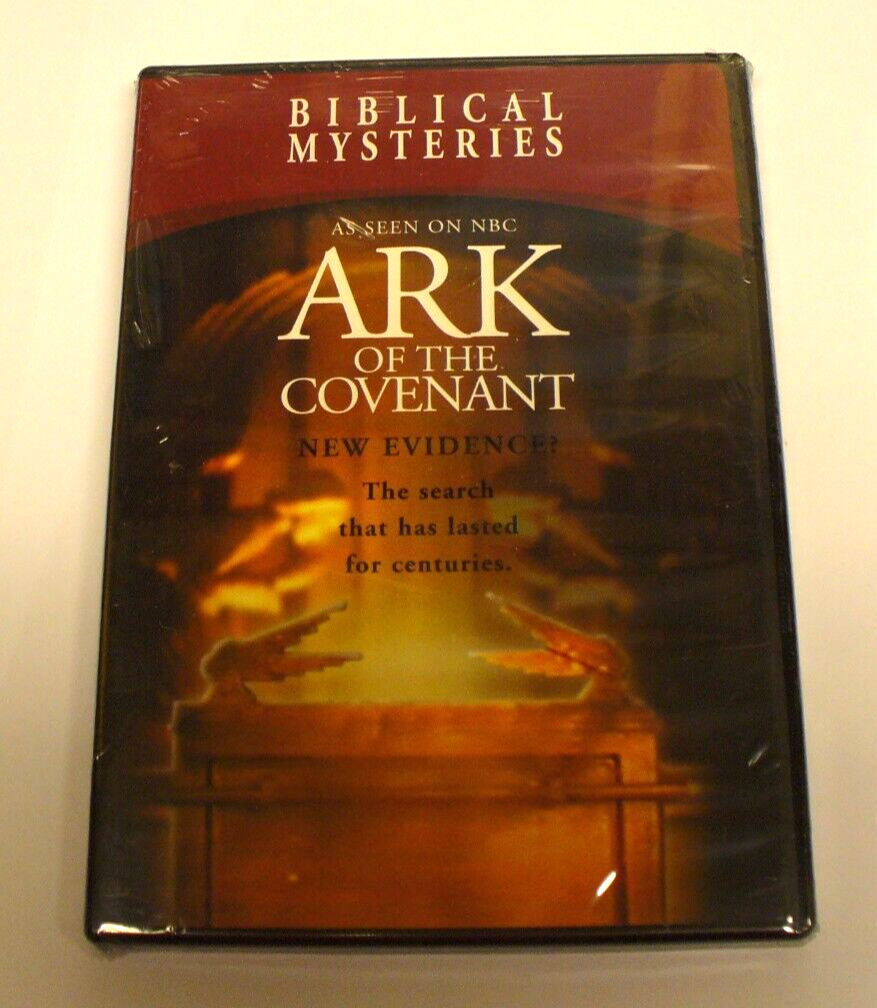 BIBLICAL
MYSTERIES
AS SEEN ON NBC
ARK
OF THE
COVENANT
NEW EVIDENCE?
The search
that has lasted
for centuries.